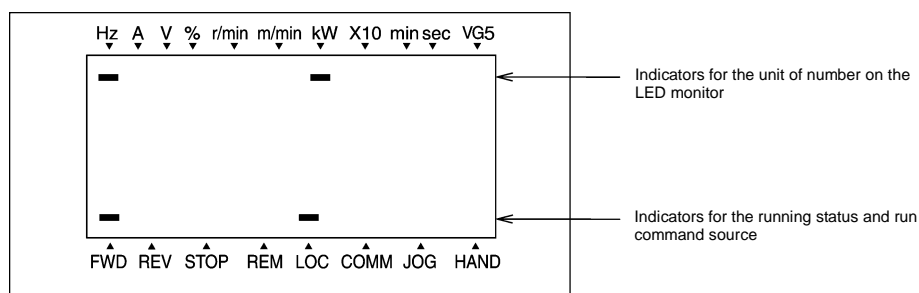 Hz A V % r/min m/min kW X10 min sec VG5
Indicators for the unit of number on the
LED monitor
Indicators for the running status and run
command source
FWD REV STOP REM LOC COMM JOG HAND